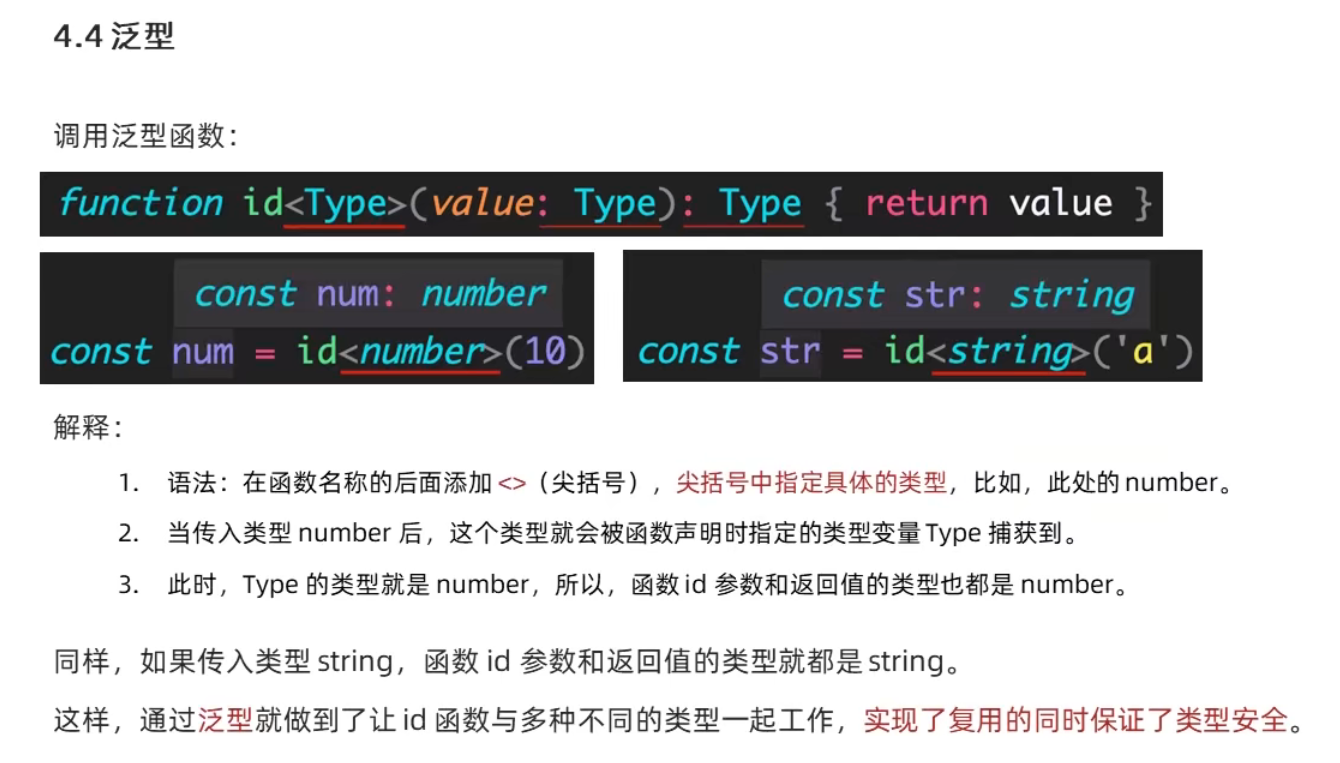 4.4 泛型
调用泛型函数：
function id<Type>(value: Type): Type { return value }
const num: number
const num = id<number>(10)
const str: string
const str = id<string>('a')
解释：
1. 语法：在函数名称的后面添加 <>（尖括号），尖括号中指定具体的类型，比如，此处的 number。
2. 当传入类型 number 后，这个类型就会被函数声明时指定的类型变量 Type 捕获到。
3. 此时，Type 的类型就是 number，所以，函数 id 参数和返回值的类型也都是 number。
同样，如果传入类型 string，函数 id 参数和返回值的类型就都是 string。
这样，通过泛型就做到了让 id 函数与多种不同的类型一起工作，实现了复用的同时保证了类型安全。